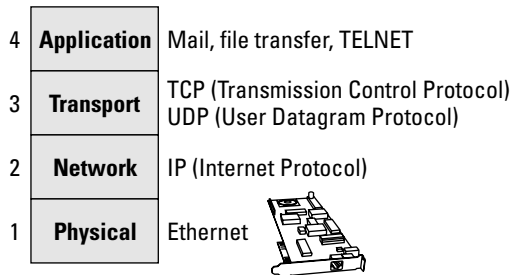 4 Application Mail, file transfer, TELNET
3 Transport TCP (Transmission Control Protocol)
UDP (User Datagram Protocol)
2 Network IP (Internet Protocol)
1 Physical Ethernet